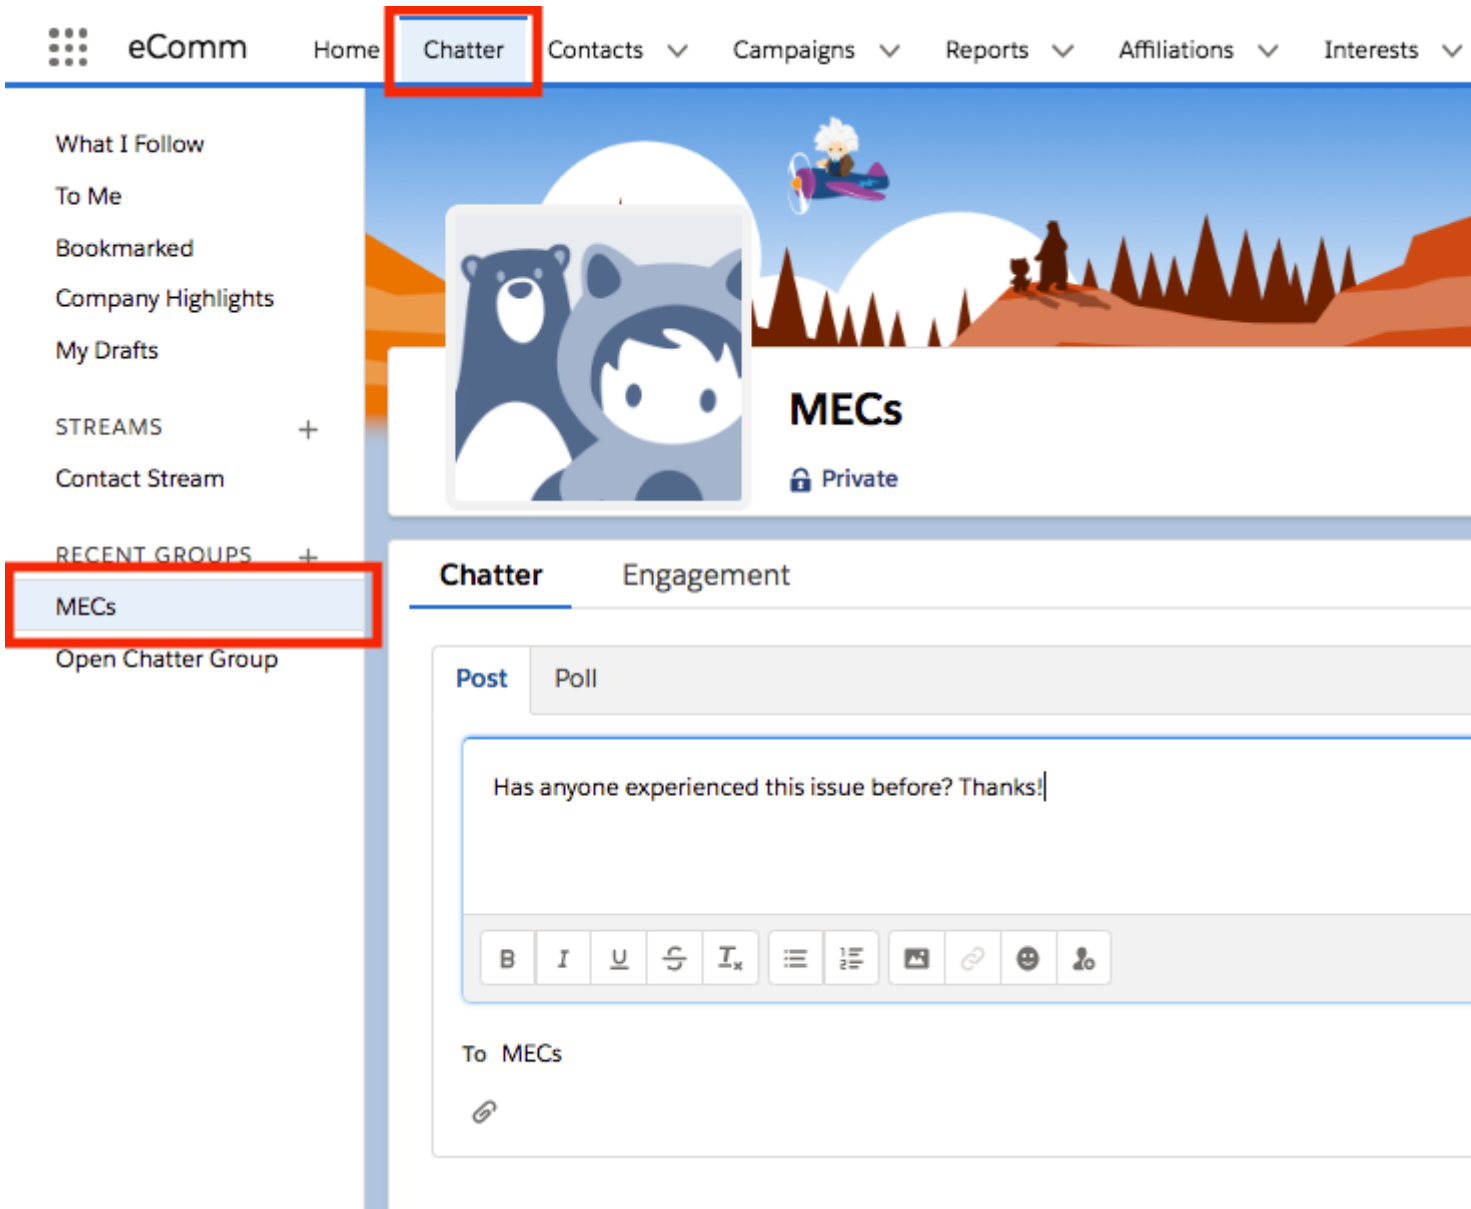 eComm
Home Chatter Contacts Campaigns Reports Affiliations Interests
What I Follow
To Me
Bookmarked
Company Highlights
My Drafts
STREAMS
Contact Stream
RECENT GROUPS
MECs
Open Chatter Group
MECs
Private
Chatter Engagement
Post Poll
Has anyone experienced this issue before? Thanks!
To MECs